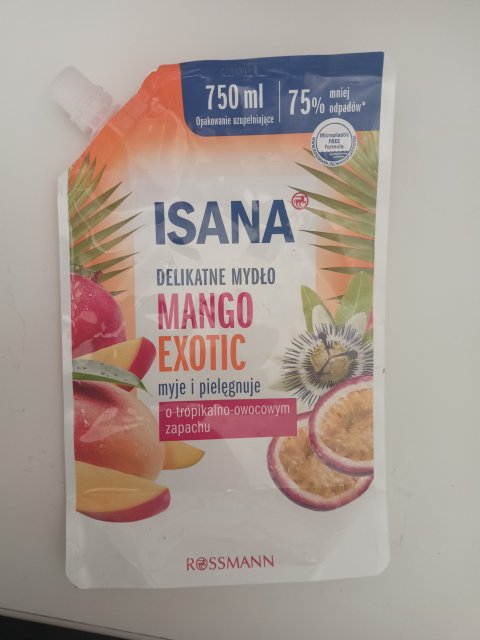 750 ml
Opakowanie uzupełniające
75% mniej
odpadów*
Microplastic
FREE
Formula
ISANA
DELIKATNE MYDŁO
MANGO
EXOTIC
myje i pielęgnuje
o tropikalno-owocowym
zapachu
ROSSMANN